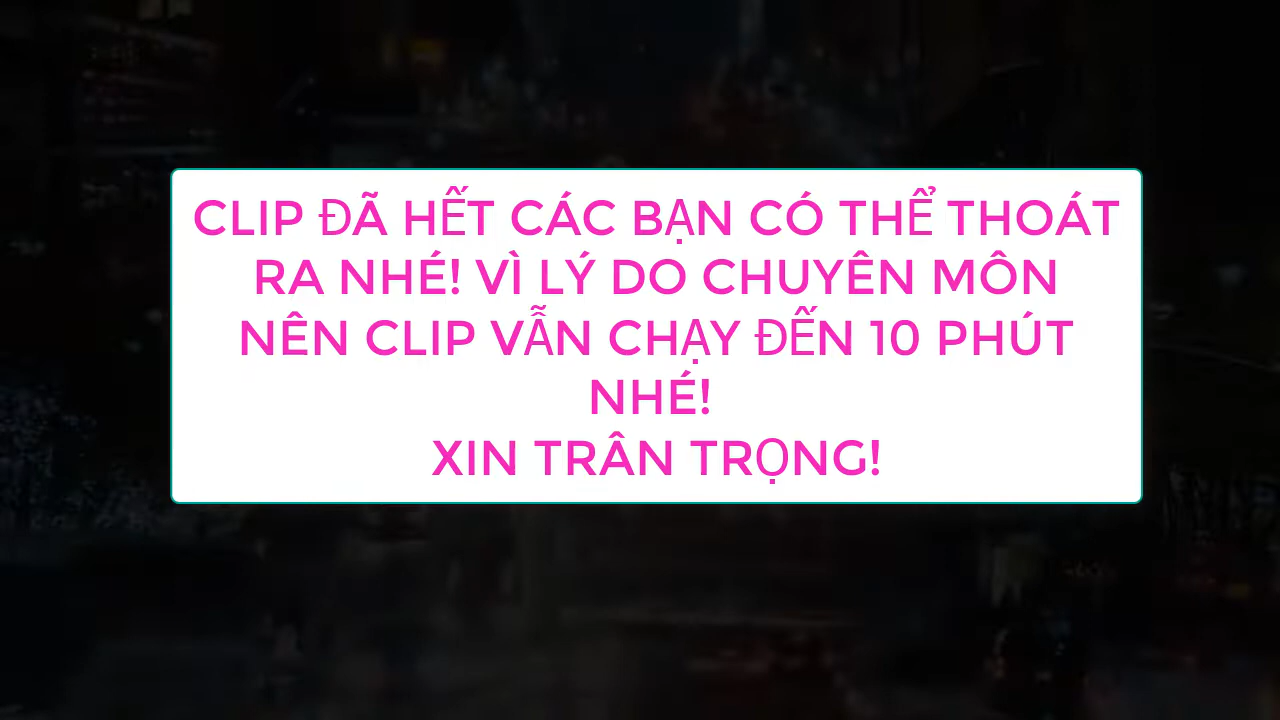 CLIP ĐÃ HẾT CÁC BẠN CÓ THỂ THOÁT
RA NHÉ! VÌ LÝ DO CHUYÊN MÔN
NÊN CLIP VẪN CHẠY ĐẾN 10 PHÚT
NHÉ!
XIN TRÂN TRỌNG!